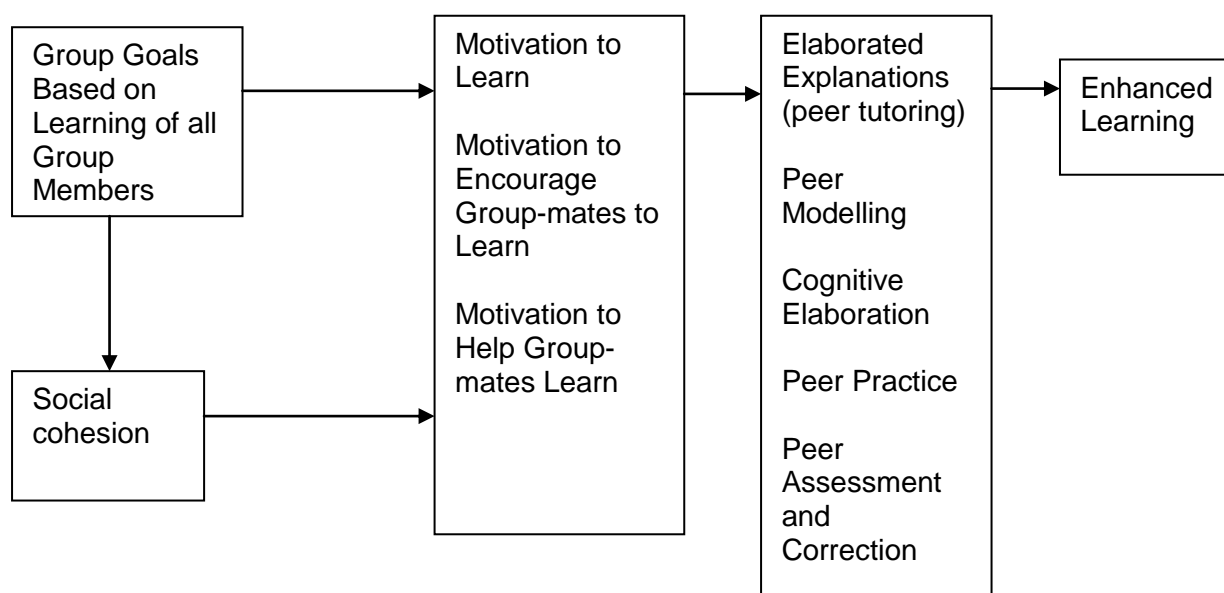 Group Goals
Based on
Learning of all
Group
Members
Social
cohesion
Motivation to
Learn
Motivation to
Encourage
Group-mates to
Learn
Motivation to
Help Group-
mates Learn
Elaborated
Explanations
(peer tutoring)
Peer
Modelling
Cognitive
Elaboration
Peer Practice
Peer
Assessment
and
Correction
Enhanced
Learning